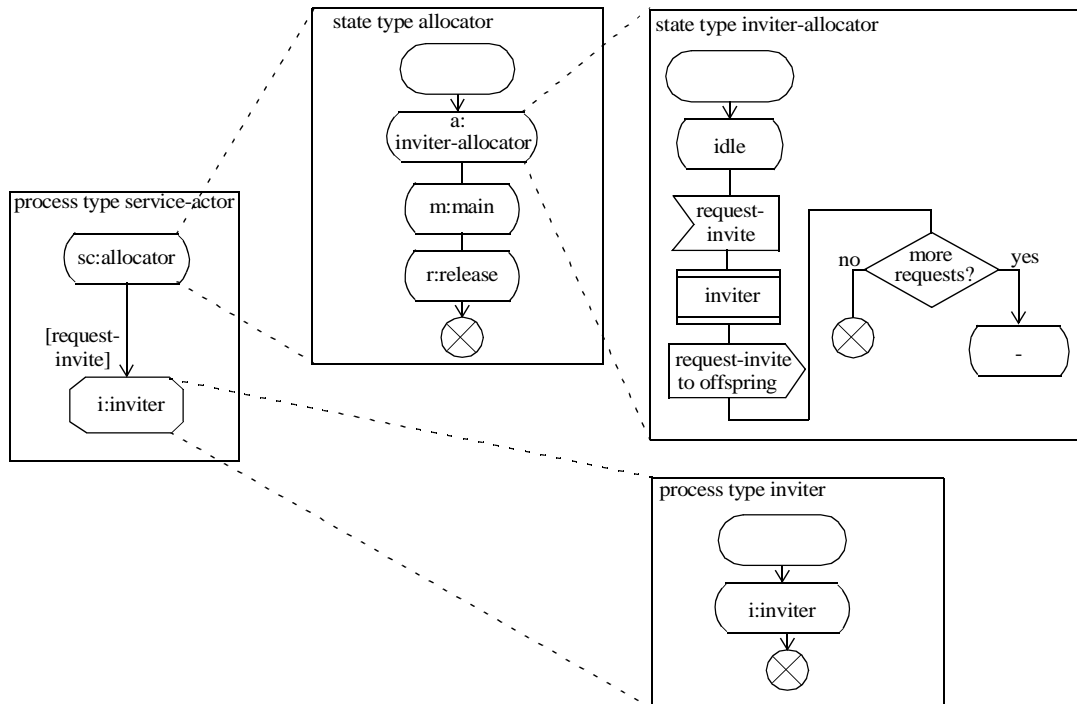 process type service-actor
sc:allocator
[request-
invite]
i:inviter
state type allocator
a:
inviter-allocator
m:main
r:release
state type inviter-allocator
idle
request-
invite
inviter
request-invite
to offspring
no
more
requests?
yes
-
process type inviter
i:inviter